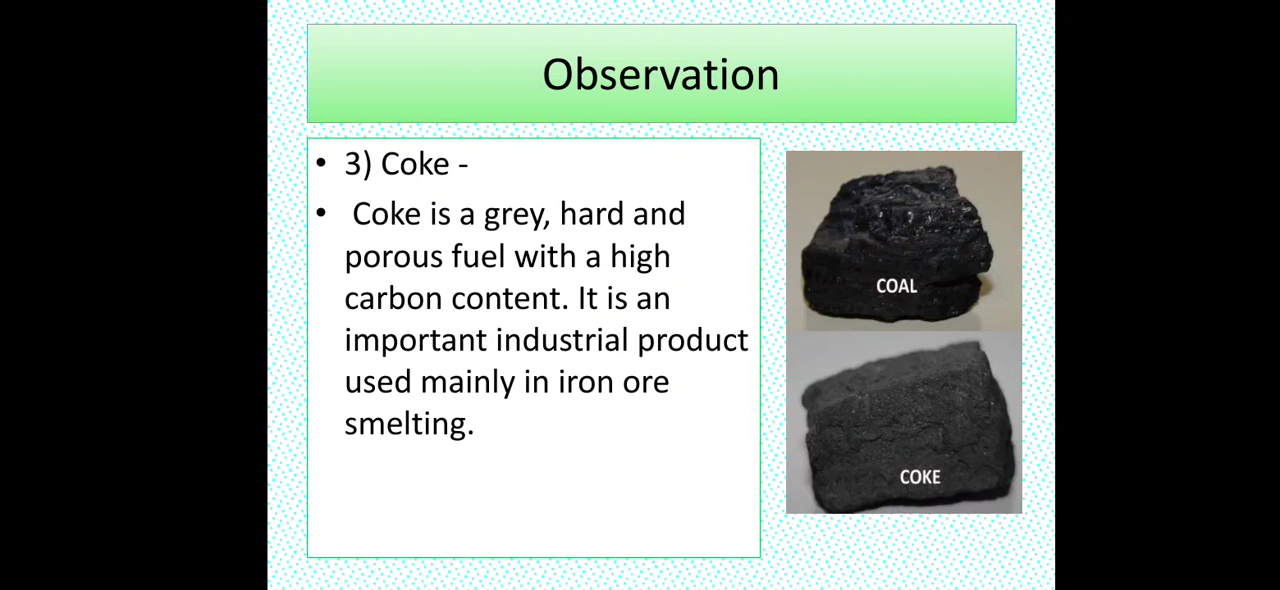 Observation
• 3) Coke -
• Coke is a grey, hard and
porous fuel with a high
carbon content. It is an
important industrial product
used mainly in iron ore
smelting.
COAL
COKE